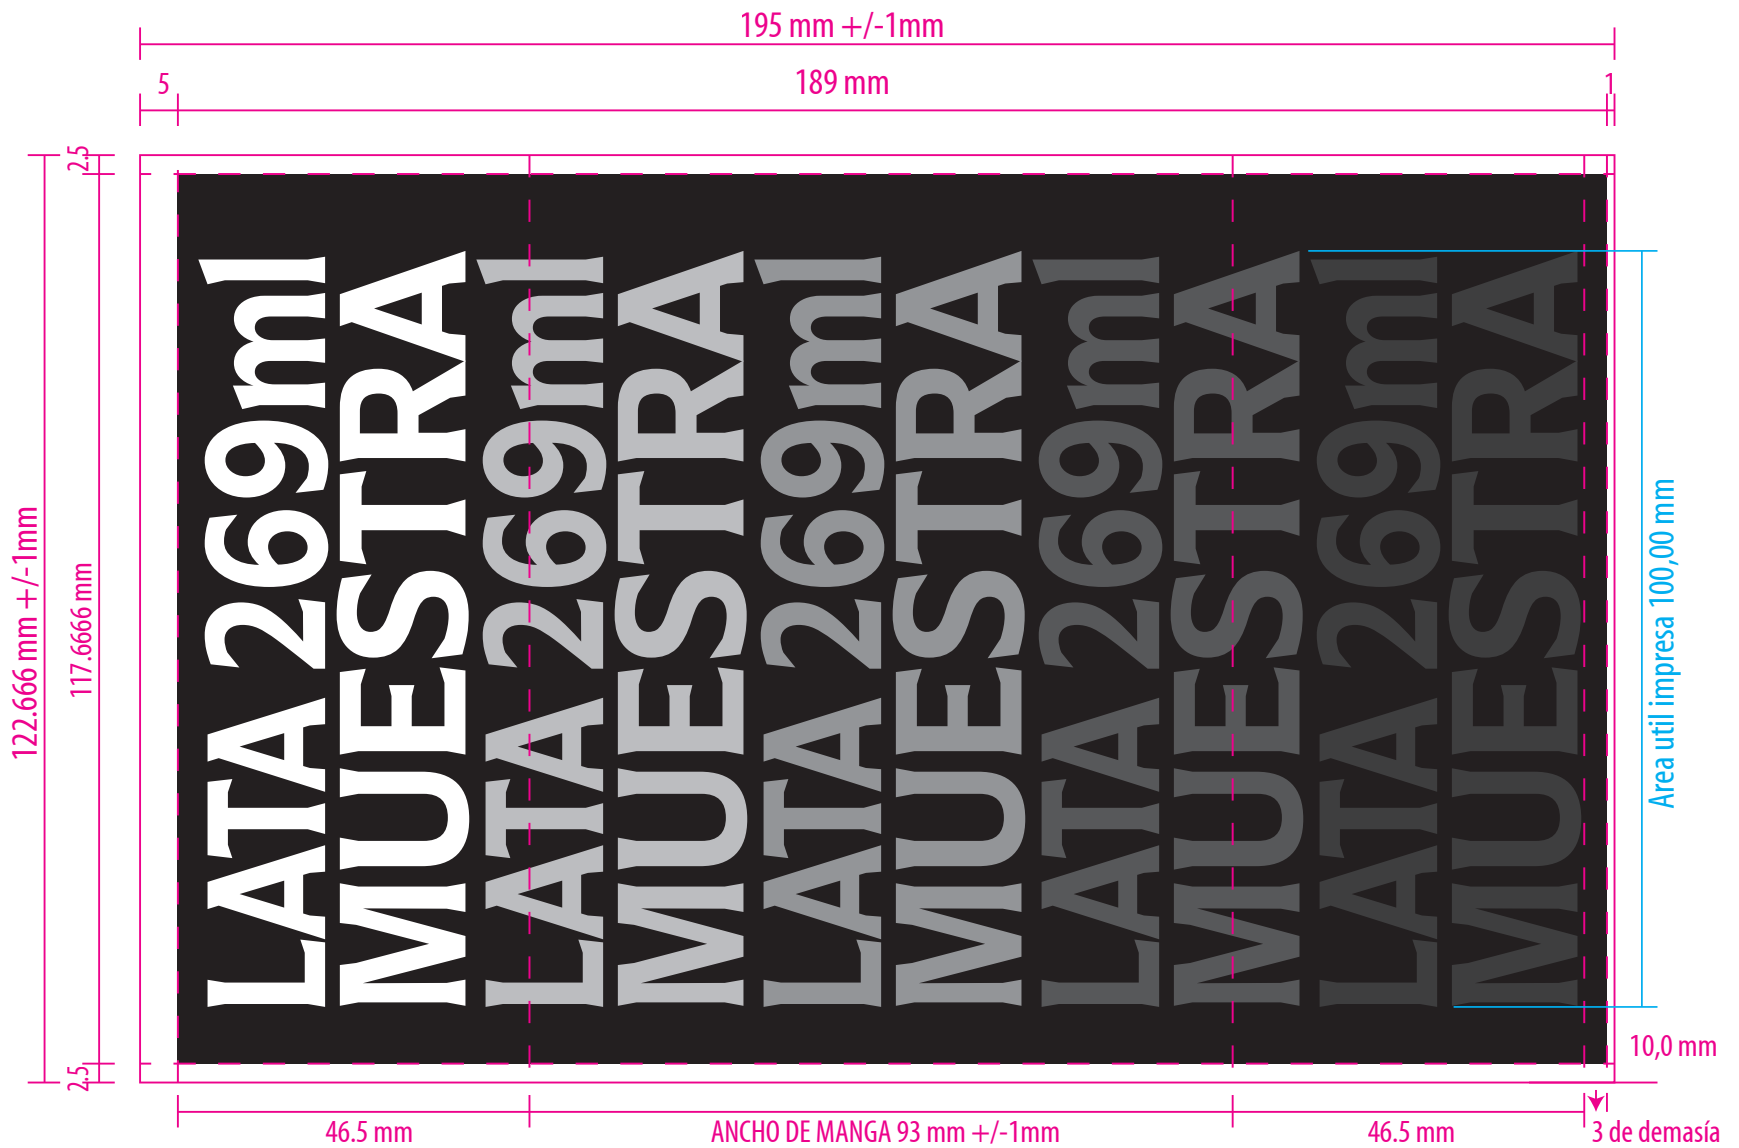 195 mm +/-1mm
5
189 mm
1
2.5
122.666 mm +/-1mm
117.6666 mm
2.5
LATA 269ml
MUESTRA
LATA 269ml
MUESTRA
LATA 269ml
MUESTRA
LATA 269ml
MUESTRA
LATA 269ml
MUESTRA
Area util impresa 100,00 mm
10,0 mm
46.5 mm
ANCHO DE MANGA 93 mm +/-1mm
46.5 mm
3 de demasía